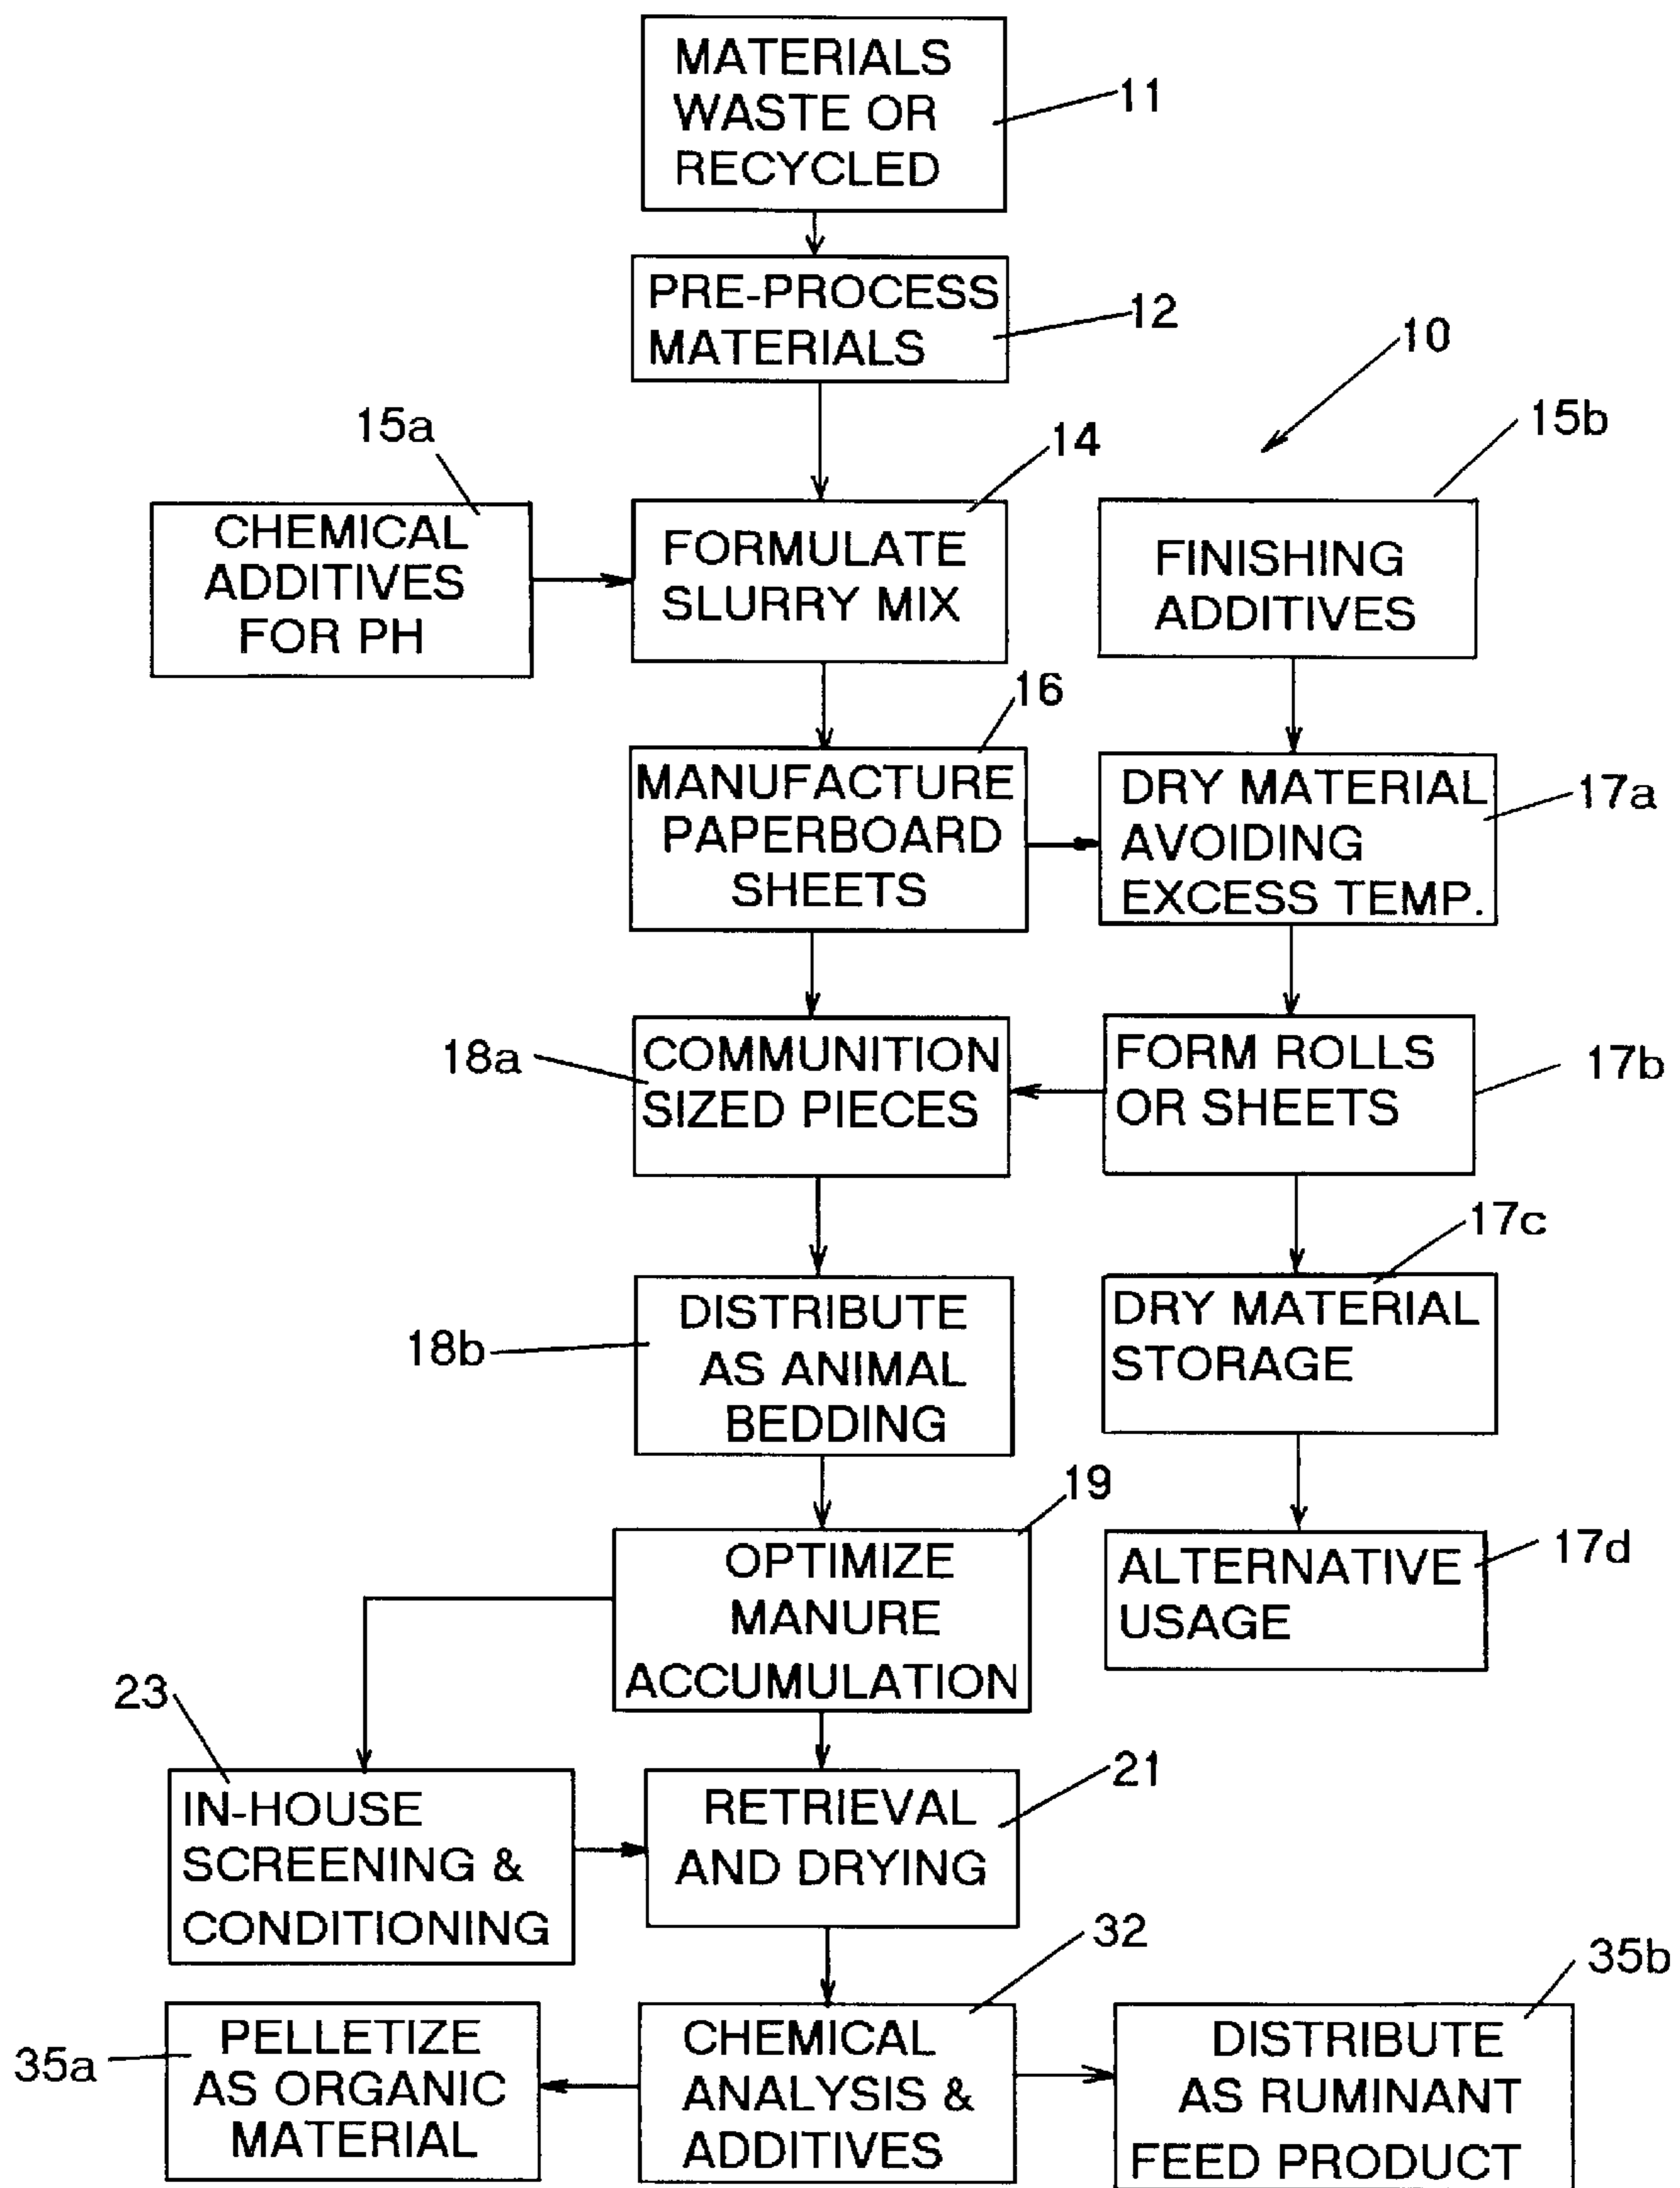 MATERIALS
WASTE OR
RECYCLED
11
PRE-PROCESS
MATERIALS
12
10
15a
14
15b
CHEMICAL
ADDITIVES
FOR PH
FORMULATE
SLURRY MIX
FINISHING
ADDITIVES
16
MANUFACTURE
PAPERBOARD
SHEETS
DRY MATERIAL
AVOIDING
EXCESS TEMP.
17a
18a
COMMUNITION
SIZED PIECES
FORM ROLLS
OR SHEETS
17b
17c
18b
DISTRIBUTE
AS ANIMAL
BEDDING
DRY MATERIAL
STORAGE
19
OPTIMIZE
MANURE
ACCUMULATION
ALTERNATIVE
USAGE
17d
23
IN-HOUSE
SCREENING &
CONDITIONING
RETRIEVAL
AND DRYING
21
32
35b
35a
PELLETIZE
AS ORGANIC
MATERIAL
CHEMICAL
ANALYSIS &
ADDITIVES
DISTRIBUTE
AS RUMINANT
FEED PRODUCT